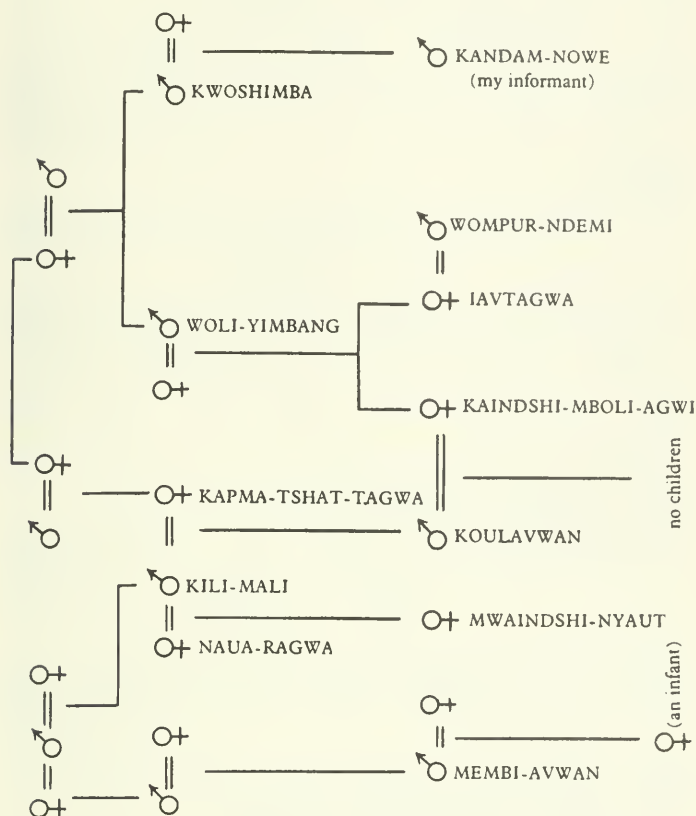 KANDAM-NOWE
(my informant)
KWOSHIMBA
WOMPUR-NDEMI
IAVTAGWA
WOLI-YIMBANG
KAINDSHI-MBOLI-AGWI
no children
KAPMA-TSHAT-TAGWA
KOULAVWAN
KILI-MALI
MWAINDSHI-NYAUT
NAUA-RAGWA
(an infant)
MEMBI-AVWAN